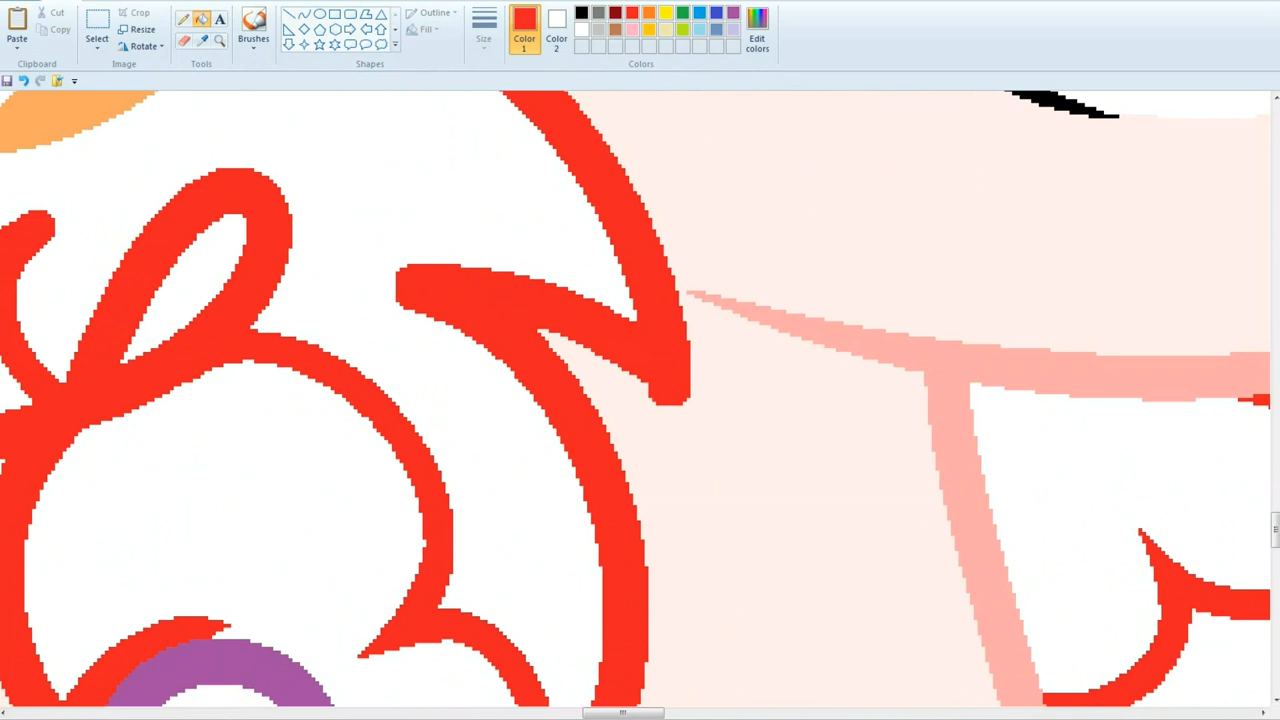 Paste
Cut
Copy
Clipboard
Select
Crop
Resize
Rotate
Image
A
Tools
Brushes
Shapes
Outline
Fill
Size
Color 1
Color 2
Edit colors
Colors